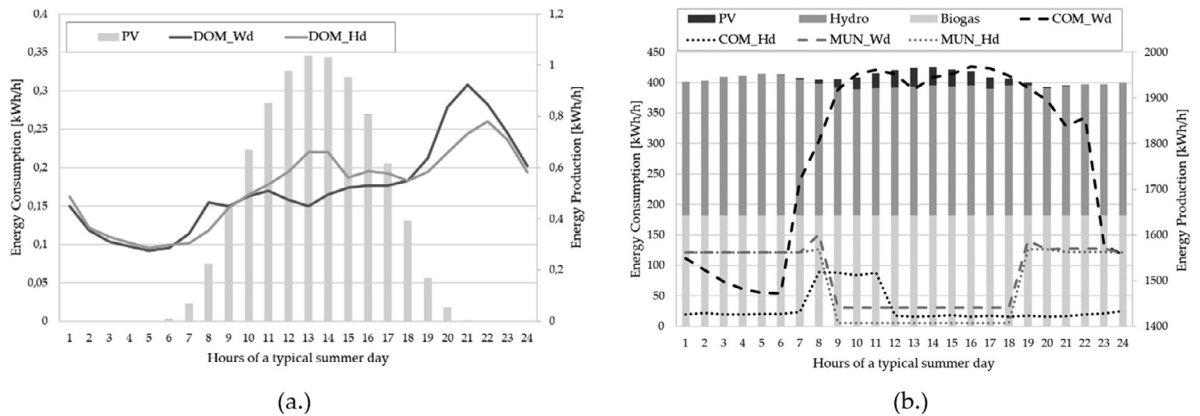 PV DOM_Wd DOM_Hd
Energy Consumption [kWh/h]
0,4
0,35
0,3
0,25
0,2
0,15
0,1
0,05
0
1,2
1
0,8
0,6
0,4
0,2
0
Energy Production [kWh/h]
1 2 3 4 5 6 7 8 9 10 11 12 13 14 15 16 17 18 19 20 21 22 23 24
Hours of a typical summer day
(a.)
PV Hydro Biogas COM_Wd
COM_Hd MUN_Wd MUN_Hd
Energy Consumption [kWh/h]
450
400
350
300
250
200
150
100
50
0
2000
1900
1800
1700
1600
1500
1400
Energy Production [kWh/h]
1 2 3 4 5 6 7 8 9 10 11 12 13 14 15 16 17 18 19 20 21 22 23 24
Hours of a typical summer day
(b.)